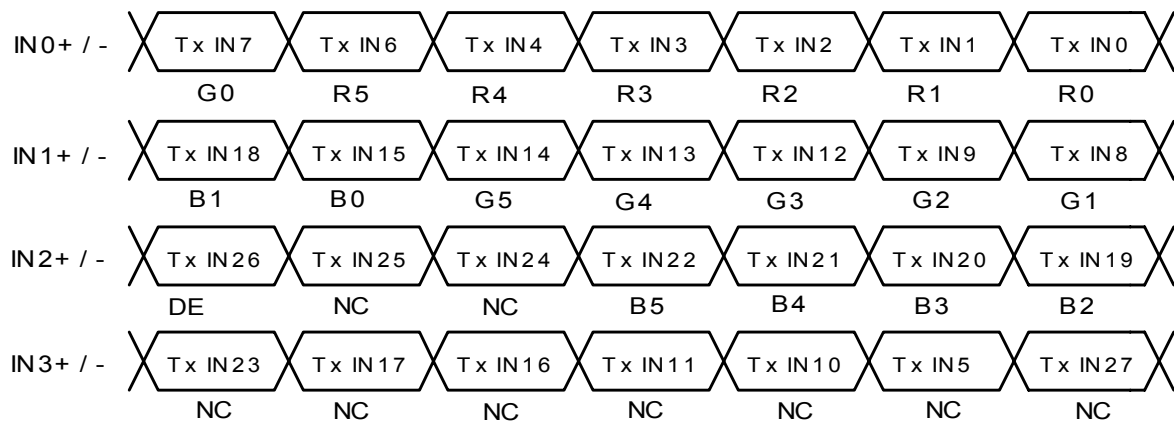 IN0+ / - Tx IN7 Tx IN6 Tx IN4 Tx IN3 Tx IN2 Tx IN1 Tx IN0
G0 R5 R4 R3 R2 R1 R0
IN1+ / - Tx IN18 Tx IN15 Tx IN14 Tx IN13 Tx IN12 Tx IN9 Tx IN8
B1 B0 G5 G4 G3 G2 G1
IN2+ / - Tx IN26 Tx IN25 Tx IN24 Tx IN22 Tx IN21 Tx IN20 Tx IN19
DE NC NC B5 B4 B3 B2
IN3+ / - Tx IN23 Tx IN17 Tx IN16 Tx IN11 Tx IN10 Tx IN5 Tx IN27
NC NC NC NC NC NC NC